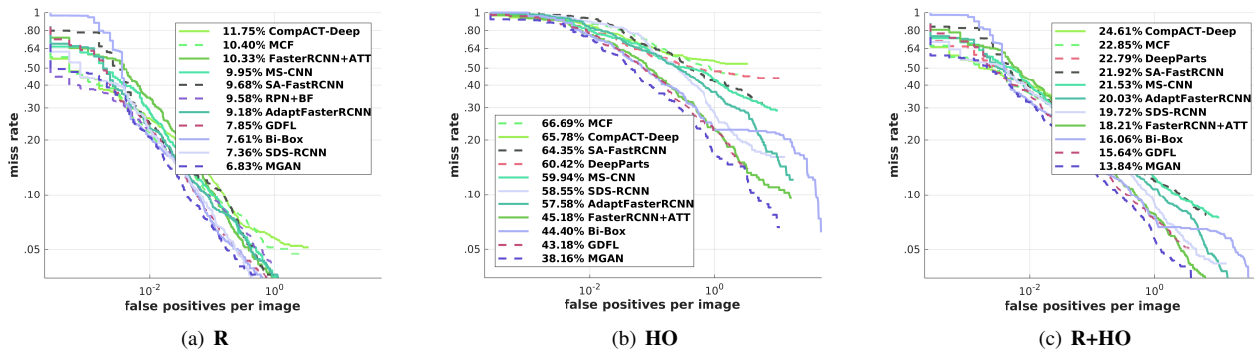 1
.80
.64
.50
.40
.30
.20
.10
.05
miss rate
11.75% CompACT-Deep
10.40% MCF
10.33% FasterRCNN+ATT
9.95% MS-CNN
9.68% SA-FastRCNN
9.58% RPN+BF
9.18% AdaptFasterRCNN
7.85% GDFL
7.61% Bi-Box
7.36% SDS-RCNN
6.83% MGAN
10-2
100
false positives per image
(a) R
1
.80
.64
.50
.40
.30
.20
.10
.05
miss rate
66.69% MCF
65.78% CompACT-Deep
64.35% SA-FastRCNN
60.42% DeepParts
59.94% MS-CNN
58.55% SDS-RCNN
57.58% AdaptFasterRCNN
45.18% FasterRCNN+ATT
44.40% Bi-Box
43.18% GDFL
38.16% MGAN
10-2
100
false positives per image
(b) HO
1
.80
.64
.50
.40
.30
.20
.10
.05
miss rate
24.61% CompACT-Deep
22.85% MCF
22.79% DeepParts
21.92% SA-FastRCNN
21.53% MS-CNN
20.03% AdaptFasterRCNN
19.72% SDS-RCNN
18.21% FasterRCNN+ATT
16.06% Bi-Box
15.64% GDFL
13.84% MGAN
10-2
100
false positives per image
(c) R+HO